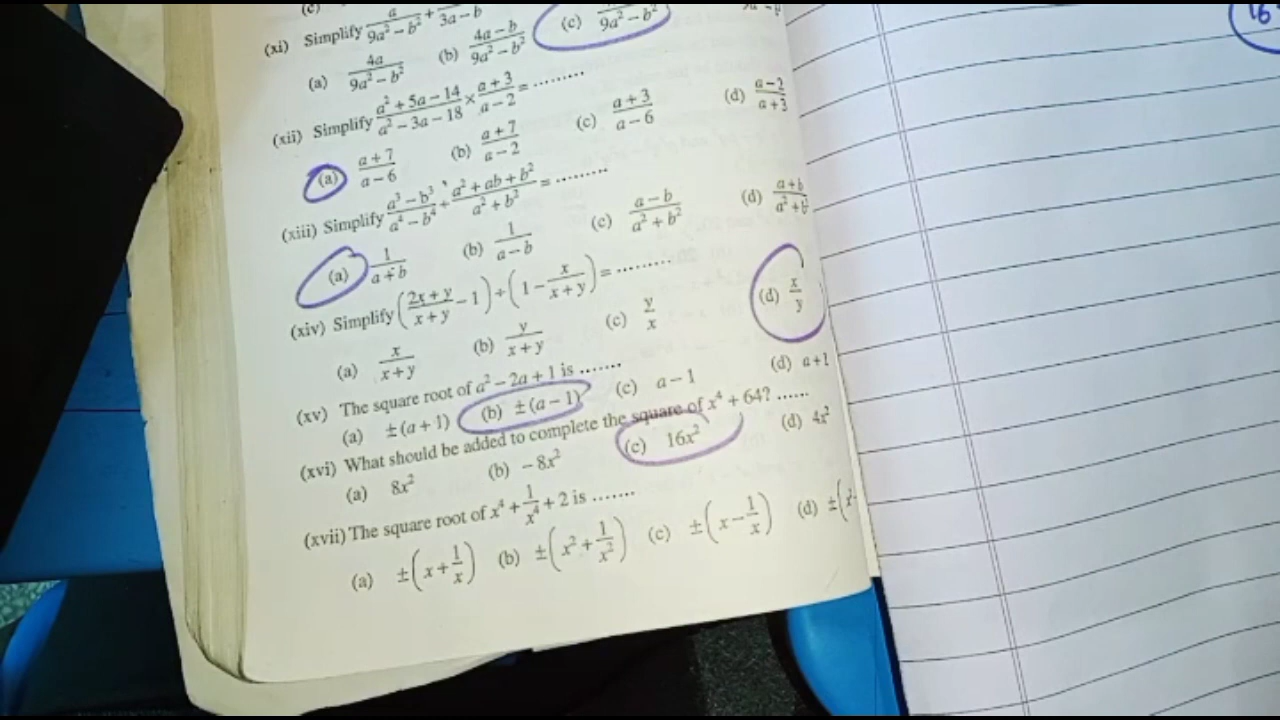 (c)
(xi) Simplify a/(9a² − b²) + /(3a − b)
(a) 4a/(9a² − b²) (b) (4a − b)/(9a² − b²) (c) /(9a² − b²)
(xii) Simplify (a² + 5a − 14)/(a² − 3a − 18) × (a + 3)/(a − 2) = .........
(a) (a + 7)/(a − 6) (b) (a + 7)/(a − 2) (c) (a + 3)/(a − 6) (d) (a − 2)/(a + 3)
(xiii) Simplify (a³ − b³)/(a⁴ − b⁴) ÷ (a² + ab + b²)/(a² + b²) = .........
(a) 1/(a + b) (b) 1/(a − b) (c) (a − b)/(a² + b²) (d) (a + b)/(a² + b²)
(xiv) Simplify ((2x + y)/(x + y) − 1) ÷ (1 − x/(x + y)) = .........
(a) x/(x + y) (b) y/(x + y) (c) y/x (d) x/y
(xv) The square root of a² − 2a + 1 is .......
(a) ±(a + 1) (b) ±(a − 1) (c) a − 1 (d) a + 1
(xvi) What should be added to complete the square of x⁴ + 64? ......
(a) 8x² (b) − 8x² (c) 16x² (d) 4x²
(xvii) The square root of x⁴ + 1/x⁴ + 2 is .......
(a) ±(x + 1/x) (b) ±(x² + 1/x²) (c) ±(x − 1/x) (d) ±(
16